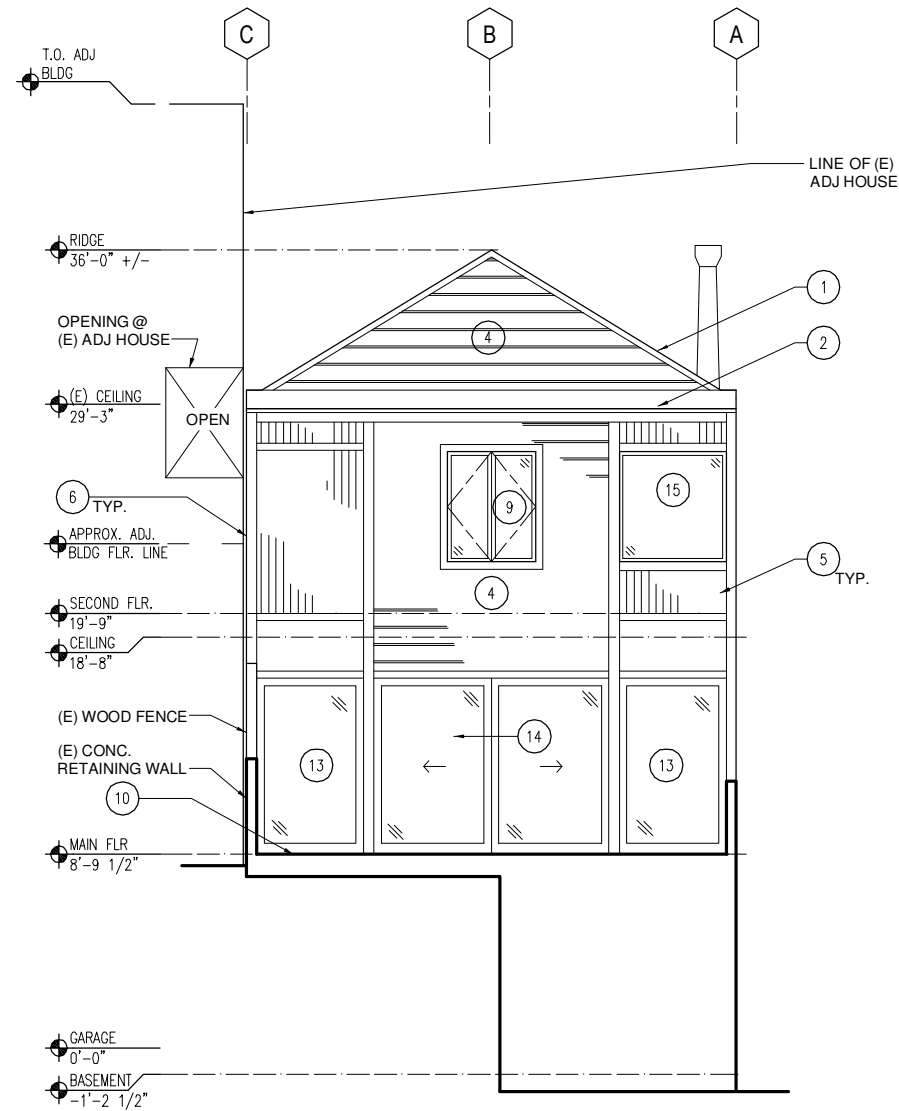 C
B
A
T.O. ADJ
BLDG
LINE OF (E)
ADJ HOUSE
RIDGE
36'-0" +/-
1
OPENING @
(E) ADJ HOUSE
4
2
(E) CEILING
29'-3"
OPEN
6
TYP.
9
15
APPROX. ADJ.
BLDG FLR. LINE
5
TYP.
4
SECOND FLR.
19'-9"
CEILING
18'-8"
(E) WOOD FENCE
14
(E) CONC.
RETAINING WALL
13
13
10
MAIN FLR
8'-9 1/2"
GARAGE
0'-0"
BASEMENT
-1'-2 1/2"